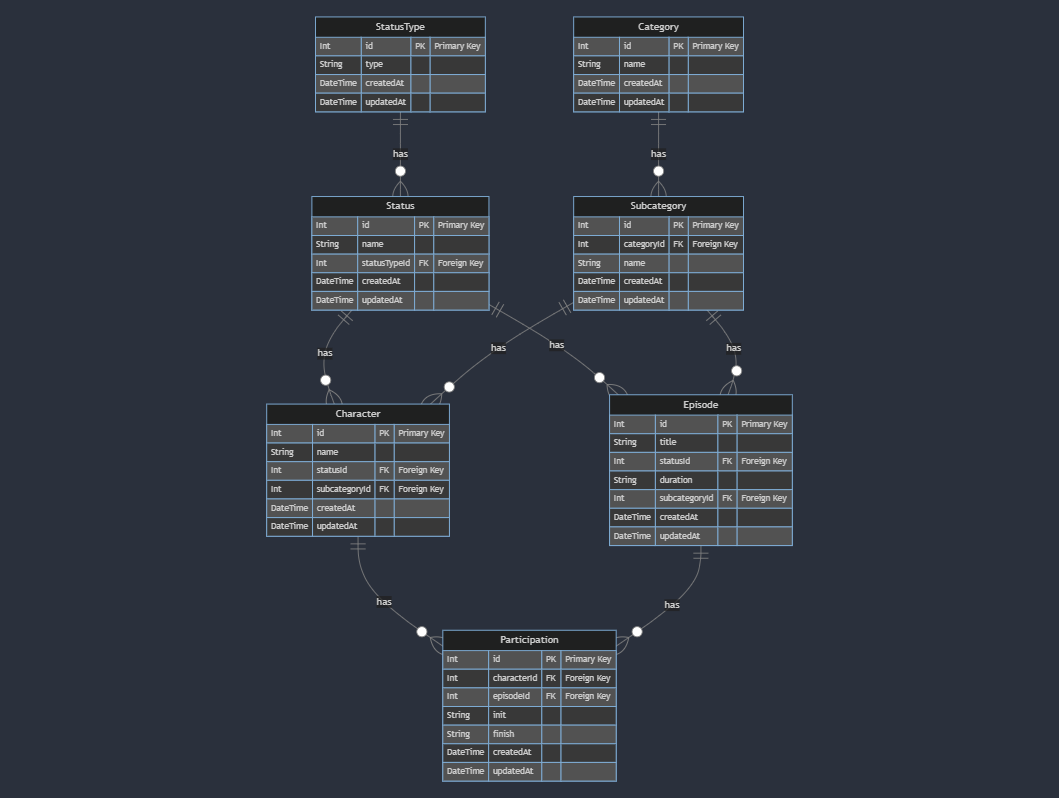 StatusType
Int id PK Primary Key
String type
DateTime createdAt
DateTime updatedAt
Category
Int id PK Primary Key
String name
DateTime createdAt
DateTime updatedAt
has
has
Status
Int id PK Primary Key
String name
Int statusTypeId FK Foreign Key
DateTime createdAt
DateTime updatedAt
Subcategory
Int id PK Primary Key
Int categoryId FK Foreign Key
String name
DateTime createdAt
DateTime updatedAt
has
has
has
has
Character
Int id PK Primary Key
String name
Int statusId FK Foreign Key
Int subcategoryId FK Foreign Key
DateTime createdAt
DateTime updatedAt
Episode
Int id PK Primary Key
String title
Int statusId FK Foreign Key
String duration
Int subcategoryId FK Foreign Key
DateTime createdAt
DateTime updatedAt
has
has
Participation
Int id PK Primary Key
Int characterId FK Foreign Key
Int episodeId FK Foreign Key
String init
String finish
DateTime createdAt
DateTime updatedAt